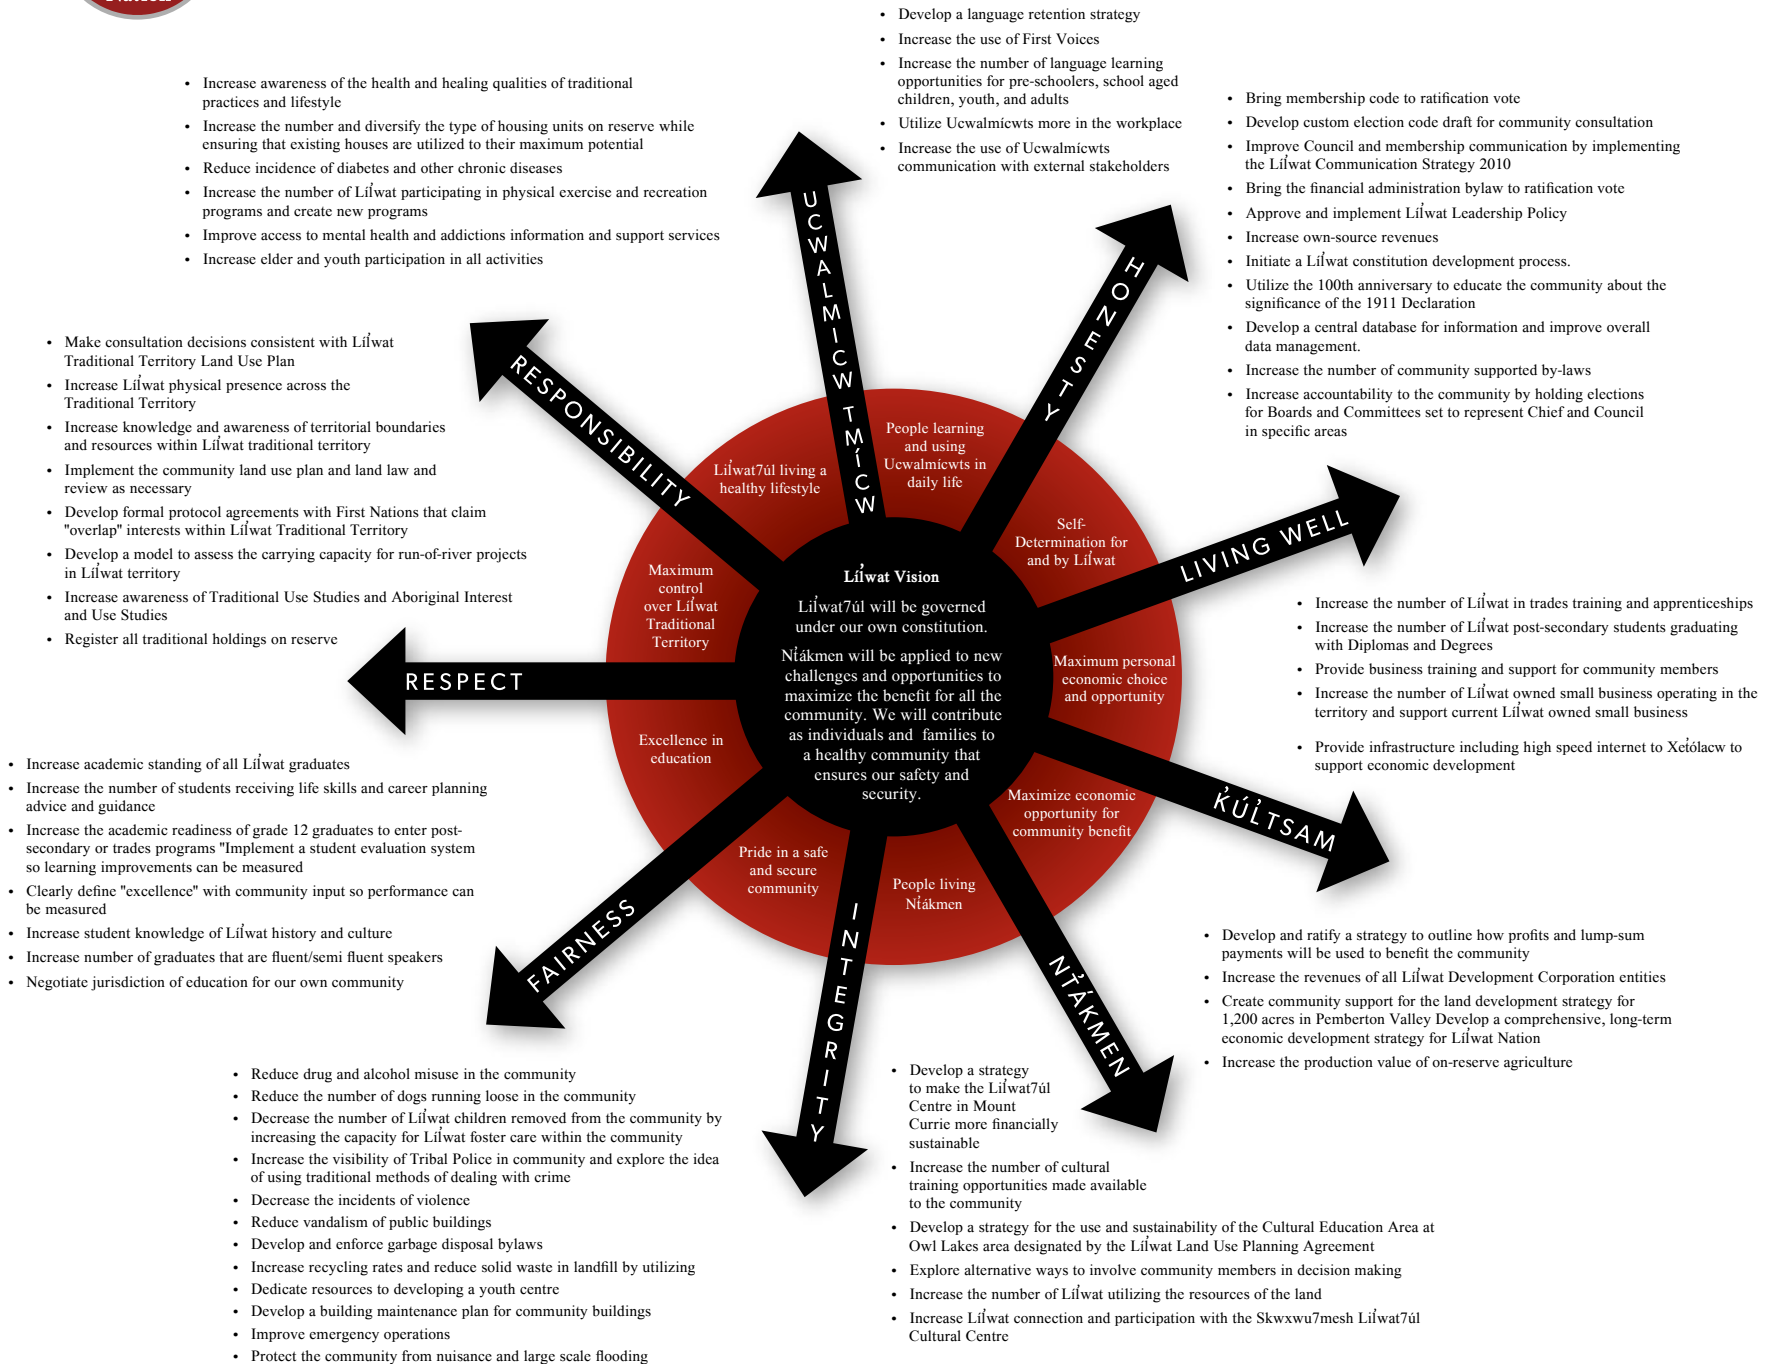 Nation
• Develop a language retention strategy
• Increase the use of First Voices
• Increase the number of language learning
opportunities for pre-schoolers, school aged
children, youth, and adults
• Utilize Ucwalmícwts more in the workplace
• Increase the use of Ucwalmícwts
communication with external stakeholders
• Increase awareness of the health and healing qualities of traditional
practices and lifestyle
• Increase the number and diversify the type of housing units on reserve while
ensuring that existing houses are utilized to their maximum potential
• Reduce incidence of diabetes and other chronic diseases
• Increase the number of Líl̓wat participating in physical exercise and recreation
programs and create new programs
• Improve access to mental health and addictions information and support services
• Increase elder and youth participation in all activities
• Bring membership code to ratification vote
• Develop custom election code draft for community consultation
• Improve Council and membership communication by implementing
the Líl̓wat Communication Strategy 2010
• Bring the financial administration bylaw to ratification vote
• Approve and implement Líl̓wat Leadership Policy
• Increase own-source revenues
• Initiate a Líl̓wat constitution development process.
• Utilize the 100th anniversary to educate the community about the
significance of the 1911 Declaration
• Develop a central database for information and improve overall
data management.
• Increase the number of community supported by-laws
• Increase accountability to the community by holding elections
for Boards and Committees set to represent Chief and Council
in specific areas
• Make consultation decisions consistent with Líl̓wat
Traditional Territory Land Use Plan
• Increase Líl̓wat physical presence across the
Traditional Territory
• Increase knowledge and awareness of territorial boundaries
and resources within Líl̓wat traditional territory
• Implement the community land use plan and land law and
review as necessary
• Develop formal protocol agreements with First Nations that claim
"overlap" interests within Líl̓wat Traditional Territory
• Develop a model to assess the carrying capacity for run-of-river projects
in Líl̓wat territory
• Increase awareness of Traditional Use Studies and Aboriginal Interest
and Use Studies
• Register all traditional holdings on reserve
UCWALMICW TMÍCW
HONESTY
RESPONSIBILITY
LIVING WELL
RESPECT
K̓ÚL̓TSAM
FAIRNESS
INTEGRITY
NT̓ÁKMEN
People learning
and using
Ucwalmícwts in
daily life
Lil̓wat7úl living a
healthy lifestyle
Self-
Determination for
and by Líl̓wat
Maximum
control
over Líl̓wat
Traditional
Territory
Maximum personal
economic choice
and opportunity
Excellence in
education
Maximize economic
opportunity for
community benefit
Pride in a safe
and secure
community
People living
Nt̓ákmen
Líl̓wat Vision
Lil̓wat7úl will be governed
under our own constitution.
Nt̓ákmen will be applied to new
challenges and opportunities to
maximize the benefit for all the
community. We will contribute
as individuals and families to
a healthy community that
ensures our safety and
security.
• Increase the number of Líl̓wat in trades training and apprenticeships
• Increase the number of Líl̓wat post-secondary students graduating
with Diplomas and Degrees
• Provide business training and support for community members
• Increase the number of Líl̓wat owned small business operating in the
territory and support current Líl̓wat owned small business
• Provide infrastructure including high speed internet to Xet̓ólacw to
support economic development
• Increase academic standing of all Líl̓wat graduates
• Increase the number of students receiving life skills and career planning
advice and guidance
• Increase the academic readiness of grade 12 graduates to enter post-
secondary or trades programs "Implement a student evaluation system
so learning improvements can be measured
• Clearly define "excellence" with community input so performance can
be measured
• Increase student knowledge of Líl̓wat history and culture
• Increase number of graduates that are fluent/semi fluent speakers
• Negotiate jurisdiction of education for our own community
• Develop and ratify a strategy to outline how profits and lump-sum
payments will be used to benefit the community
• Increase the revenues of all Líl̓wat Development Corporation entities
• Create community support for the land development strategy for
1,200 acres in Pemberton Valley Develop a comprehensive, long-term
economic development strategy for Líl̓wat Nation
• Increase the production value of on-reserve agriculture
• Reduce drug and alcohol misuse in the community
• Reduce the number of dogs running loose in the community
• Decrease the number of Líl̓wat children removed from the community by
increasing the capacity for Líl̓wat foster care within the community
• Increase the visibility of Tribal Police in community and explore the idea
of using traditional methods of dealing with crime
• Decrease the incidents of violence
• Reduce vandalism of public buildings
• Develop and enforce garbage disposal bylaws
• Increase recycling rates and reduce solid waste in landfill by utilizing
• Dedicate resources to developing a youth centre
• Develop a building maintenance plan for community buildings
• Improve emergency operations
• Protect the community from nuisance and large scale flooding
• Develop a strategy
to make the Lil̓wat7úl
Centre in Mount
Currie more financially
sustainable
• Increase the number of cultural
training opportunities made available
to the community
• Develop a strategy for the use and sustainability of the Cultural Education Area at
Owl Lakes area designated by the Líl̓wat Land Use Planning Agreement
• Explore alternative ways to involve community members in decision making
• Increase the number of Líl̓wat utilizing the resources of the land
• Increase Líl̓wat connection and participation with the Skwxwu7mesh Lil̓wat7úl
Cultural Centre